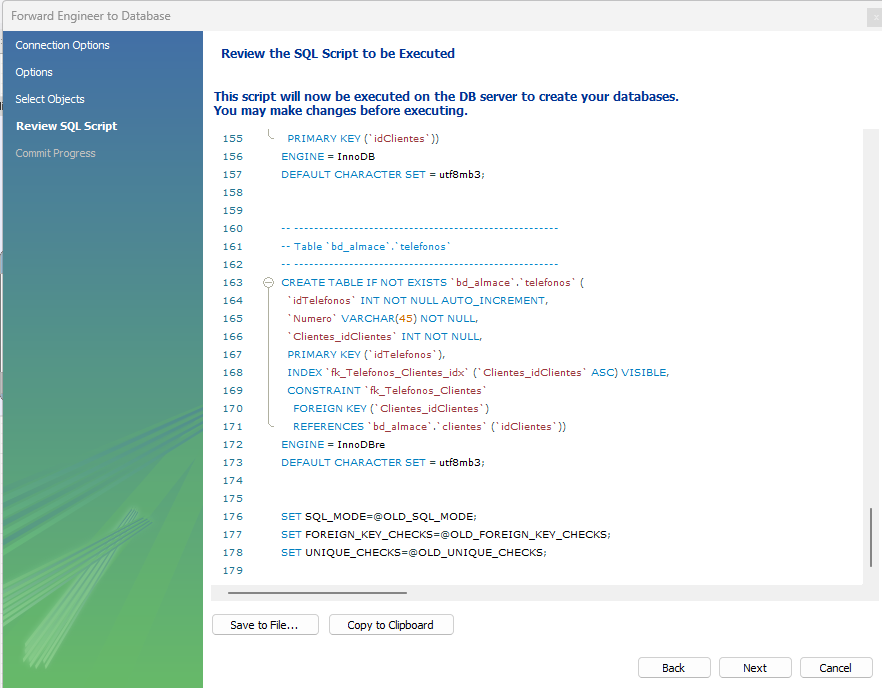 Forward Engineer to Database
Connection Options
Options
Select Objects
Review SQL Script
Commit Progress
Review the SQL Script to be Executed
This script will now be executed on the DB server to create your databases.
You may make changes before executing.
155 PRIMARY KEY (`idClientes`))
156 ENGINE = InnoDB
157 DEFAULT CHARACTER SET = utf8mb3;
158
159
160 -- -----------------------------------------------------
161 -- Table `bd_almace`.`telefonos`
162 -- -----------------------------------------------------
163 CREATE TABLE IF NOT EXISTS `bd_almace`.`telefonos` (
164 `idTelefonos` INT NOT NULL AUTO_INCREMENT,
165 `Numero` VARCHAR(45) NOT NULL,
166 `Clientes_idClientes` INT NOT NULL,
167 PRIMARY KEY (`idTelefonos`),
168 INDEX `fk_Telefonos_Clientes_idx` (`Clientes_idClientes` ASC) VISIBLE,
169 CONSTRAINT `fk_Telefonos_Clientes`
170 FOREIGN KEY (`Clientes_idClientes`)
171 REFERENCES `bd_almace`.`clientes` (`idClientes`))
172 ENGINE = InnoDBre
173 DEFAULT CHARACTER SET = utf8mb3;
174
175
176 SET SQL_MODE=@OLD_SQL_MODE;
177 SET FOREIGN_KEY_CHECKS=@OLD_FOREIGN_KEY_CHECKS;
178 SET UNIQUE_CHECKS=@OLD_UNIQUE_CHECKS;
179
Save to File... Copy to Clipboard
Back Next Cancel